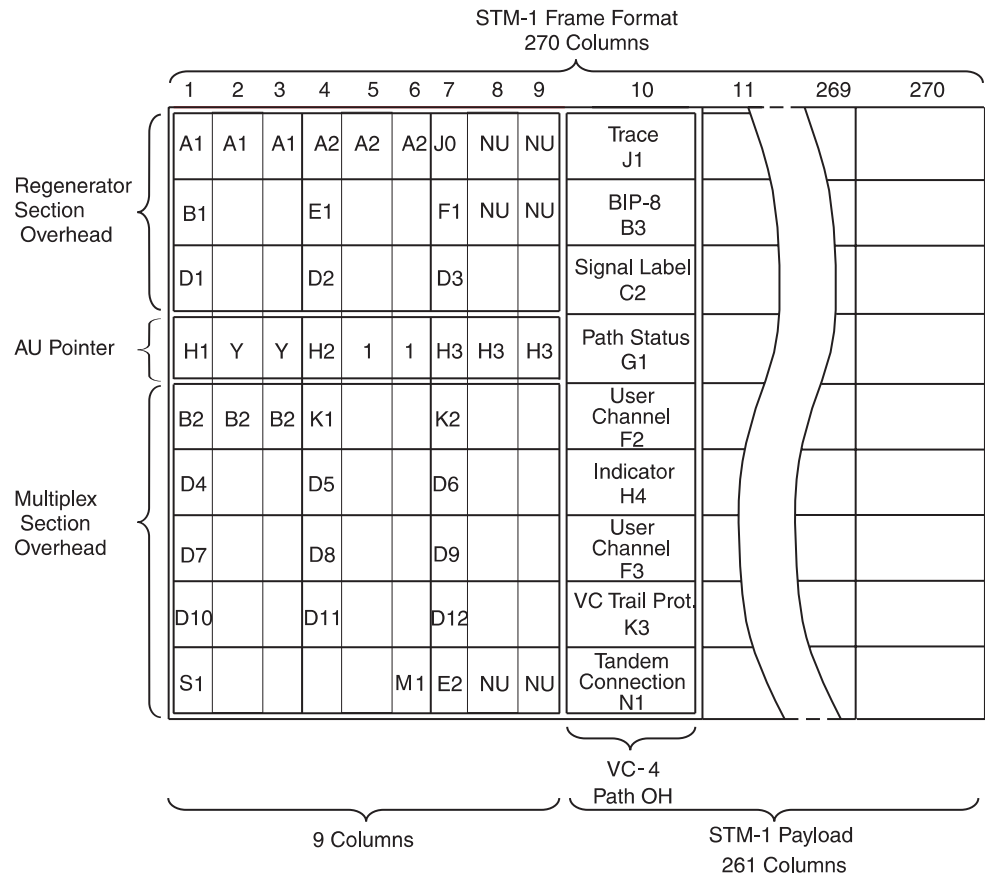 STM-1 Frame Format
270 Columns
1 2 3 4 5 6 7 8 9 10 11 269 270
Regenerator
Section
Overhead
A1 A1 A1 A2 A2 A2 J0 NU NU Trace
J1
B1 E1 F1 NU NU BIP-8
B3
D1 D2 D3 Signal Label
C2
AU Pointer
H1 Y Y H2 1 1 H3 H3 H3 Path Status
G1
Multiplex
Section
Overhead
B2 B2 B2 K1 K2 User
Channel
F2
D4 D5 D6 Indicator
H4
D7 D8 D9 User
Channel
F3
D10 D11 D12 VC Trail Prot.
K3
S1 M1 E2 NU NU Tandem
Connection
N1
VC-4
Path OH
9 Columns
STM-1 Payload
261 Columns